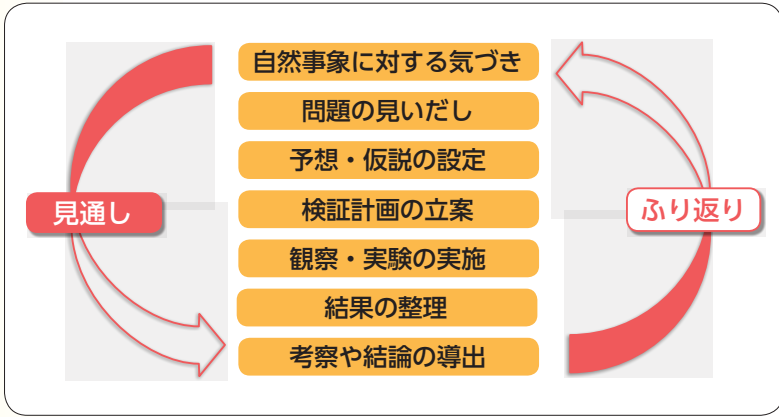 自然事象に対する気づき
問題の見いだし
予想・仮説の設定
見通し
検証計画の立案
ふり返り
観察・実験の実施
結果の整理
考察や結論の導出